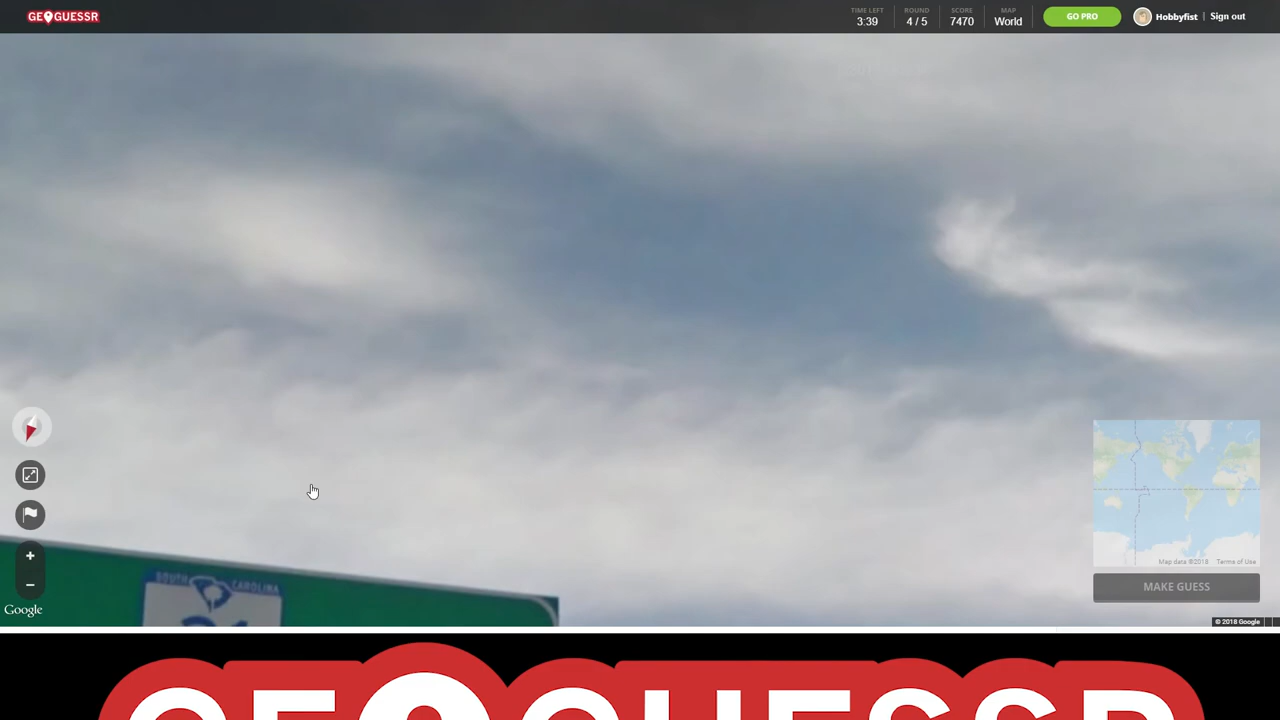 GEOGUESSR
TIME LEFT
3:39
ROUND
4 / 5
SCORE
7470
MAP
World
GO PRO
Hobbyfist | Sign out
SOUTH CAROLINA
+
−
Google
Map data ©2018 Terms of Use
MAKE GUESS
© 2018 Google
GEOGUESSR